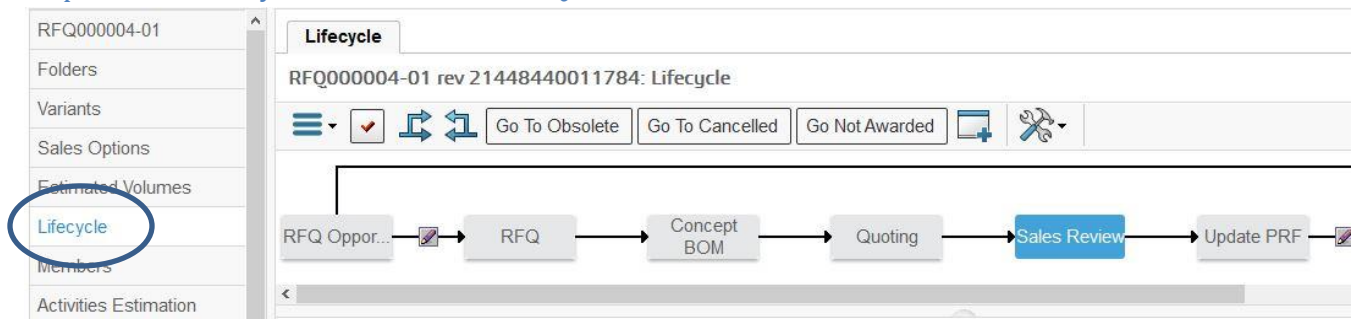 RFQ000004-01
Folders
Variants
Sales Options
Estimated Volumes
Lifecycle
Members
Activities Estimation
Lifecycle
RFQ000004-01 rev 21448440011784: Lifecycle
Go To Obsolete Go To Cancelled Go Not Awarded
RFQ Oppor... RFQ Concept BOM Quoting Sales Review Update PRF